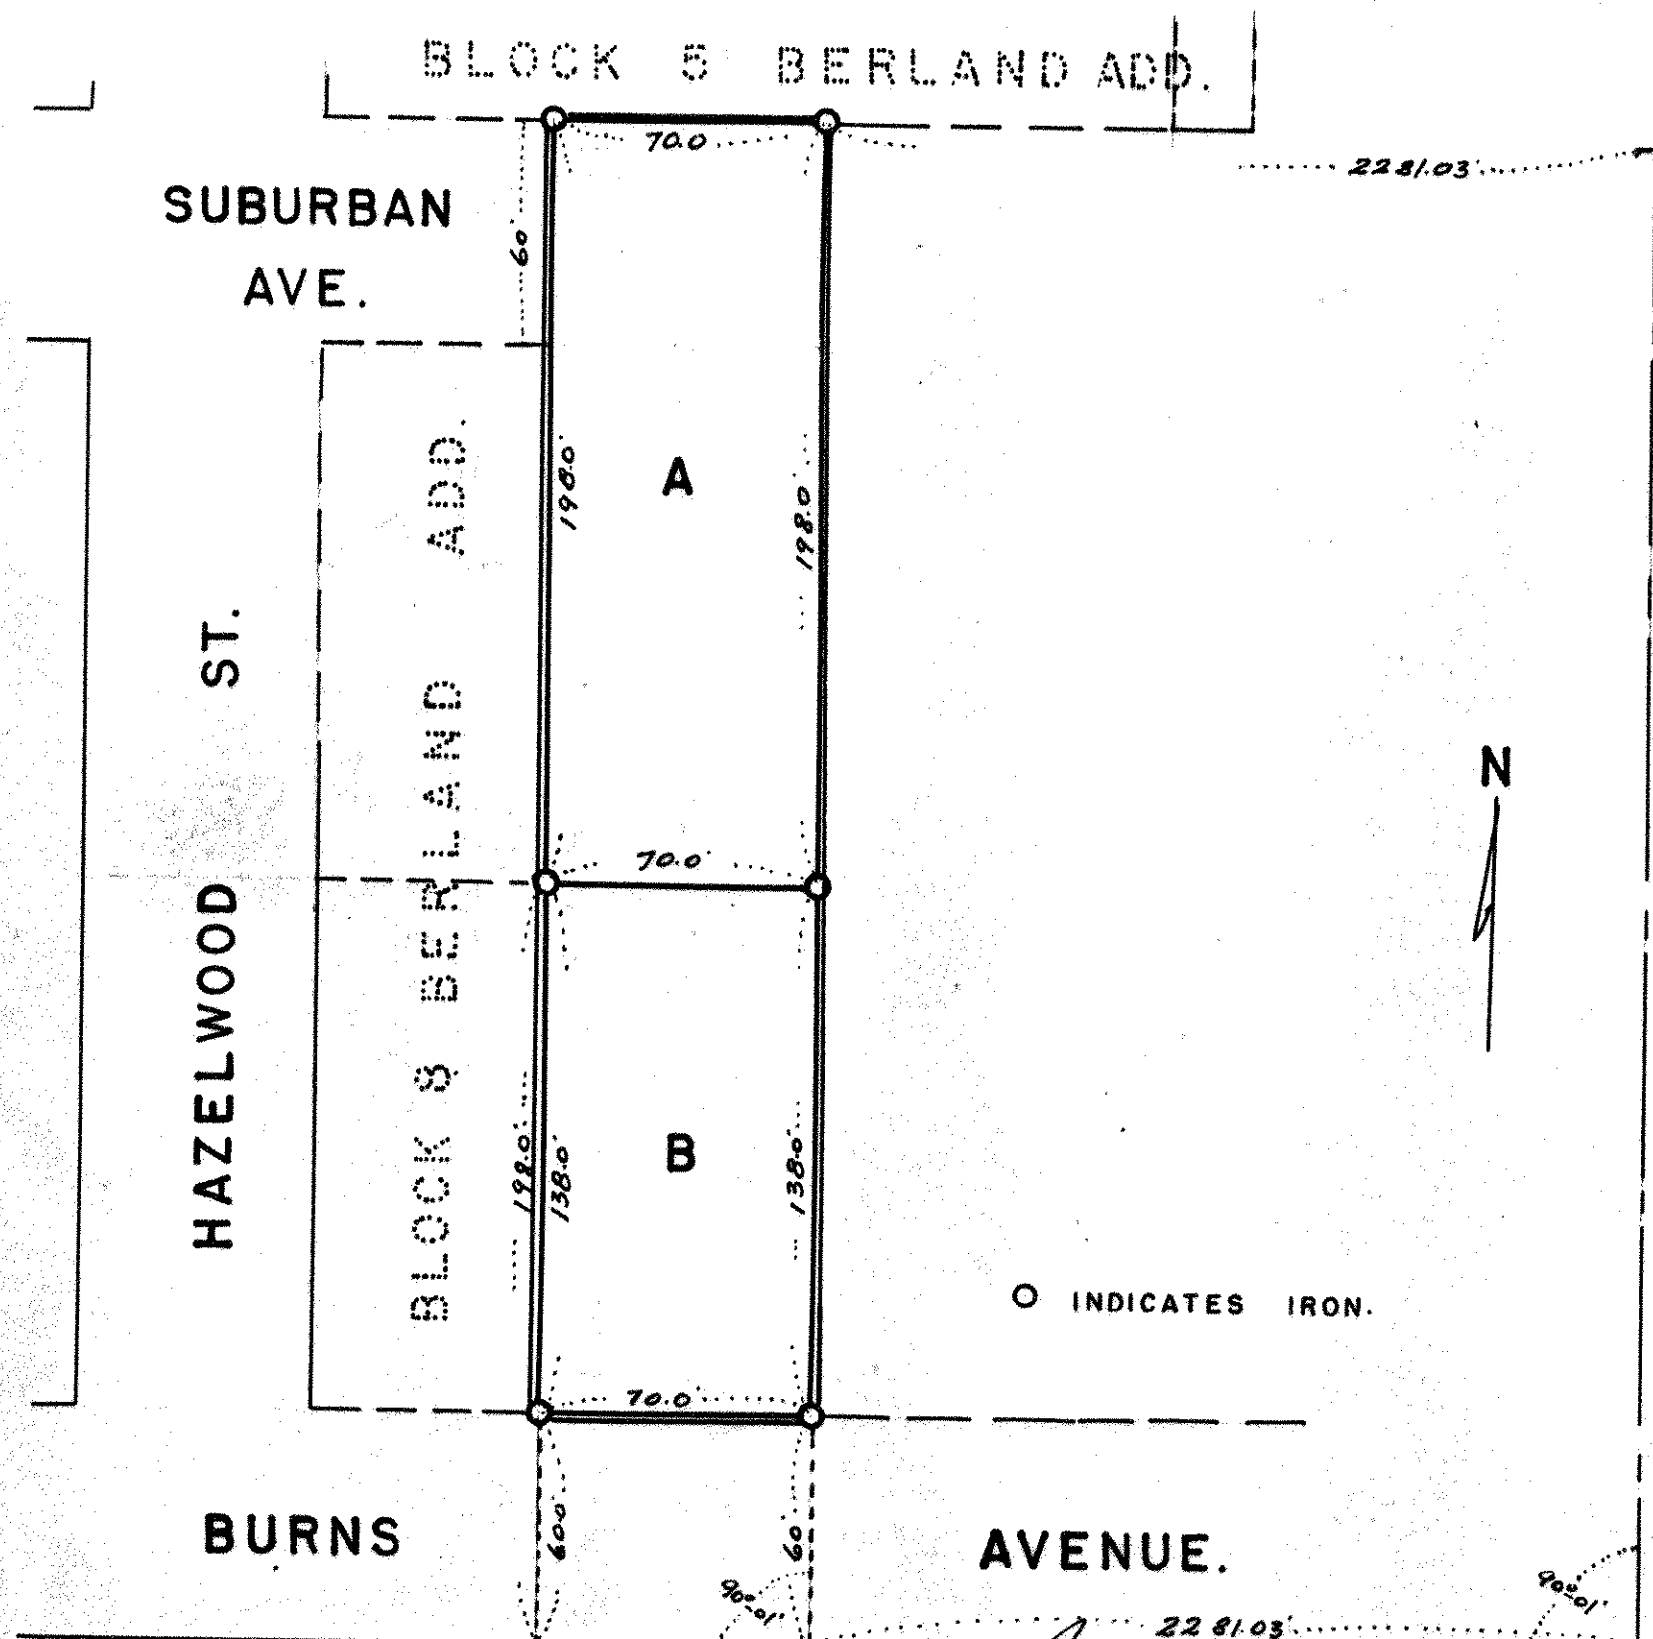 BLOCK 5 BERLAND ADD.
70.0
2281.03'
SUBURBAN
AVE.
60'
198.0'
A
198.0'
BLOCK 8 BERLAND ADD.
HAZELWOOD ST.
N
70.0'
198.0'
138.0'
B
138.0'
INDICATES IRON.
70.0'
BURNS AVENUE.
60.0'
60'
90°-01'
90°-01'
2281.03'